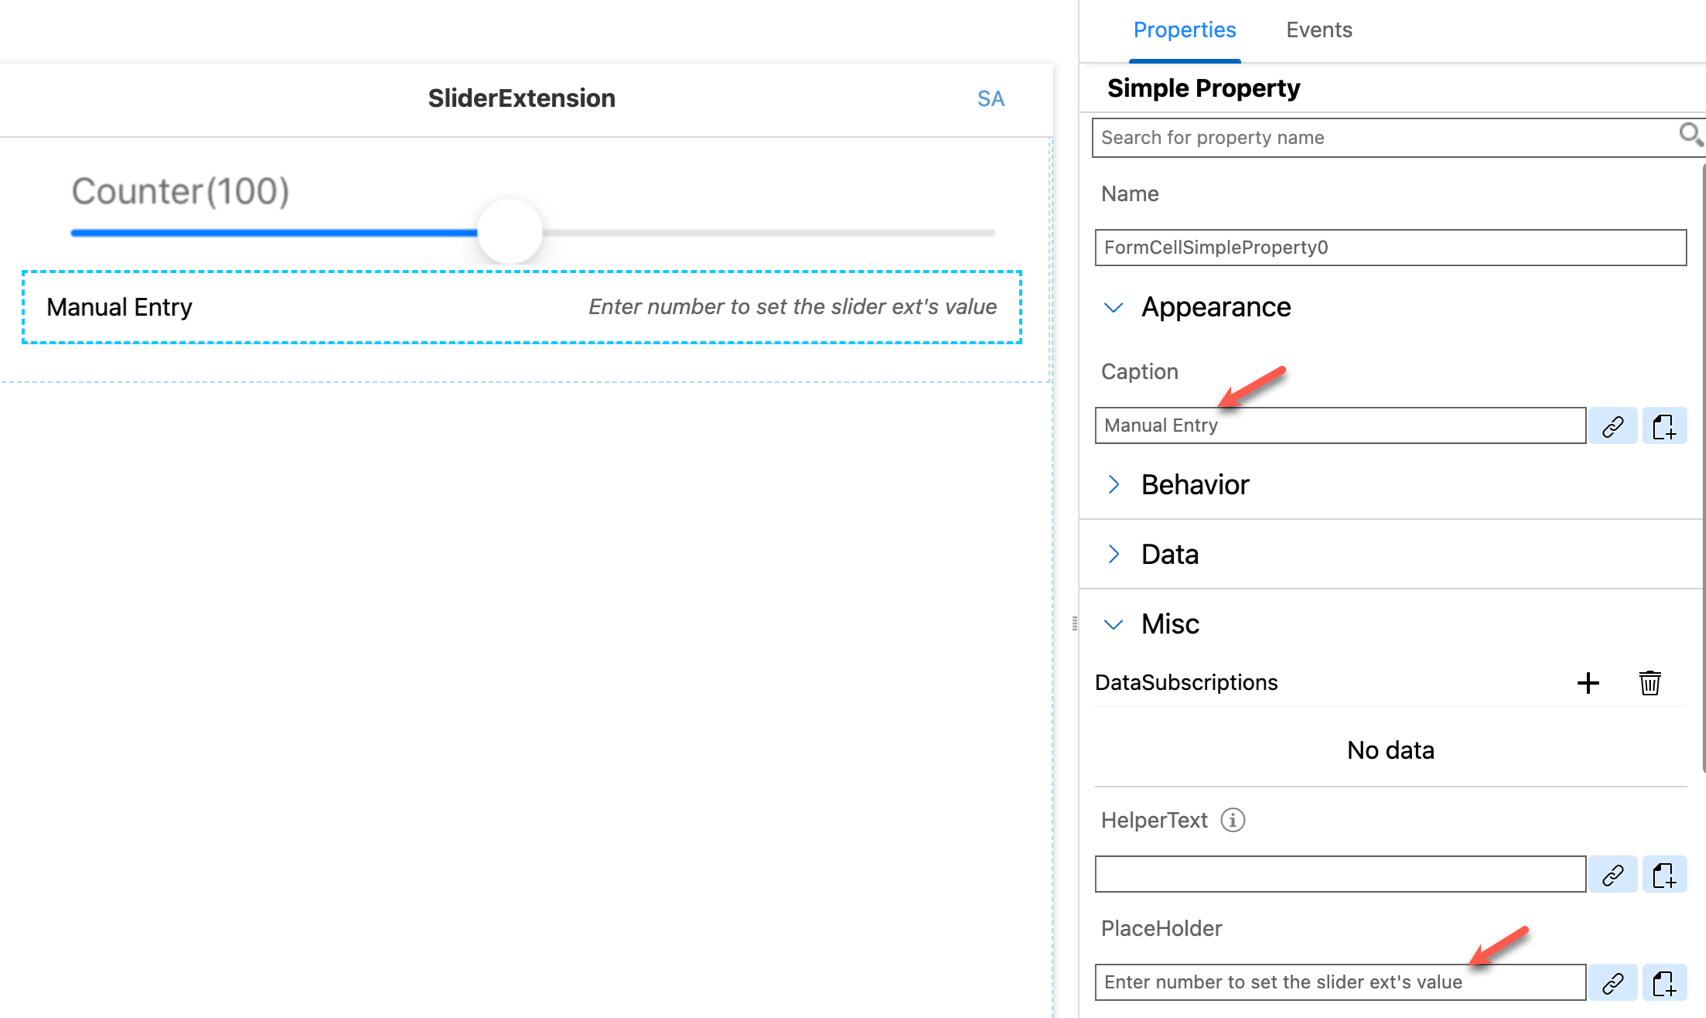 SliderExtension
SA
Counter(100)
Manual Entry
Enter number to set the slider ext's value
Properties
Events
Simple Property
Search for property name
Name
FormCellSimpleProperty0
Appearance
Caption
Manual Entry
Behavior
Data
Misc
DataSubscriptions
No data
HelperText
PlaceHolder
Enter number to set the slider ext's value